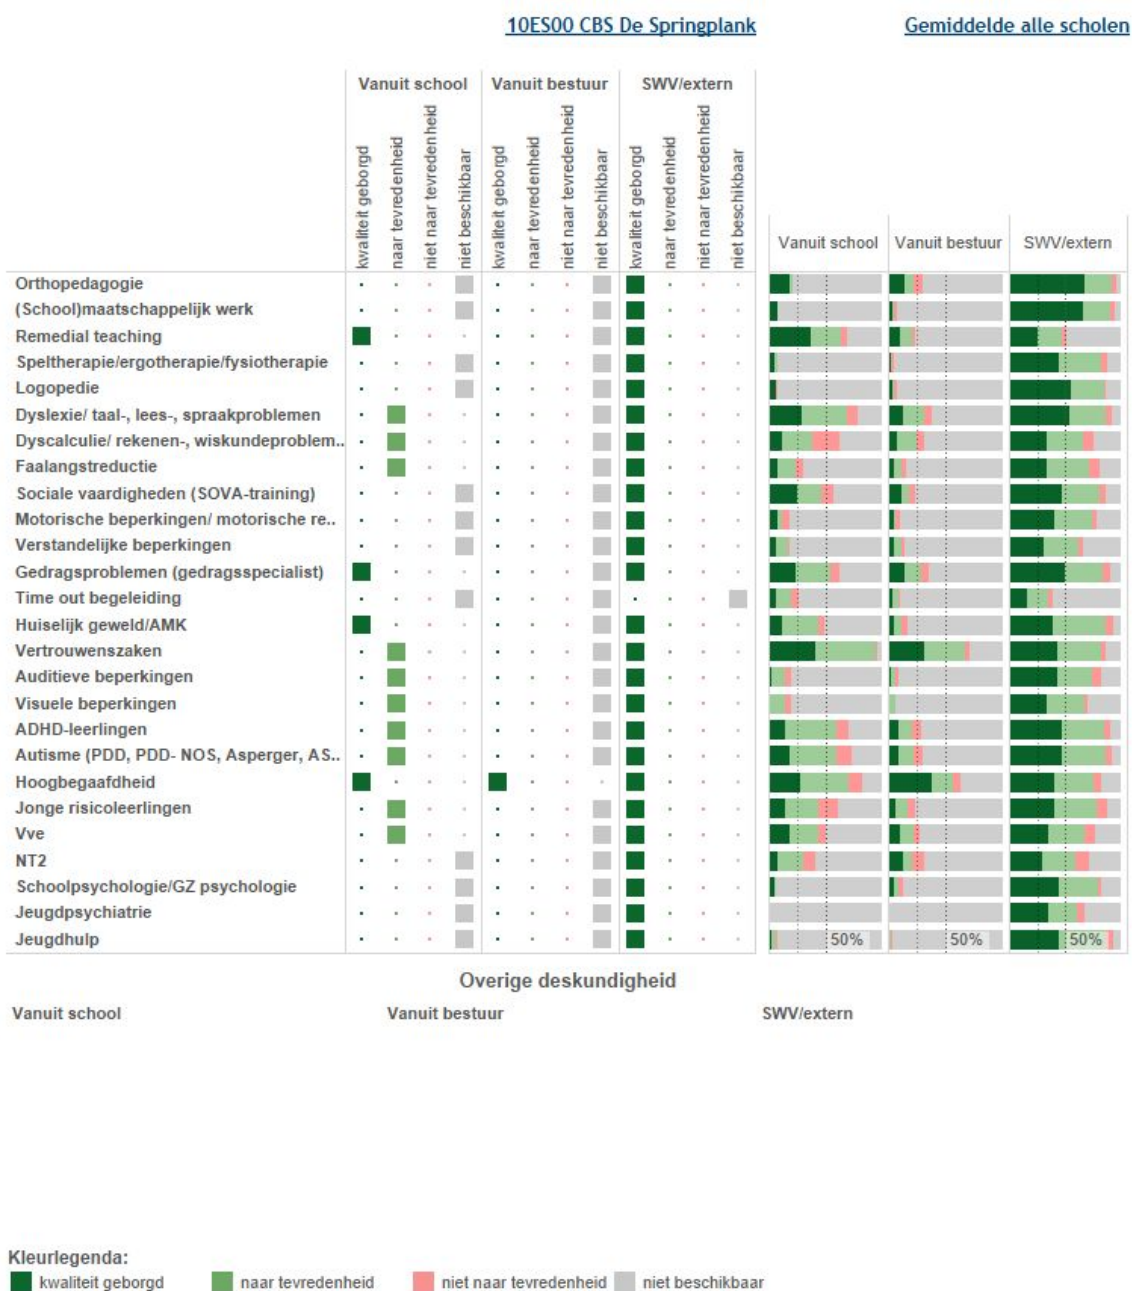 10ES00 CBS De Springplank
Gemiddelde alle scholen
Vanuit school
Vanuit bestuur
SWV/extern
kwaliteit geborgd
naar tevredenheid
niet naar tevredenheid
niet beschikbaar
kwaliteit geborgd
naar tevredenheid
niet naar tevredenheid
niet beschikbaar
kwaliteit geborgd
naar tevredenheid
niet naar tevredenheid
niet beschikbaar
Vanuit school
Vanuit bestuur
SWV/extern
Orthopedagogie
(School)maatschappelijk werk
Remedial teaching
Speltherapie/ergotherapie/fysiotherapie
Logopedie
Dyslexie/ taal-, lees-, spraakproblemen
Dyscalculie/ rekenen-, wiskundeproblem..
Faalangstreductie
Sociale vaardigheden (SOVA-training)
Motorische beperkingen/ motorische re..
Verstandelijke beperkingen
Gedragsproblemen (gedragsspecialist)
Time out begeleiding
Huiselijk geweld/AMK
Vertrouwenszaken
Auditieve beperkingen
Visuele beperkingen
ADHD-leerlingen
Autisme (PDD, PDD- NOS, Asperger, AS..
Hoogbegaafdheid
Jonge risicoleerlingen
Vve
NT2
Schoolpsychologie/GZ psychologie
Jeugdpsychiatrie
Jeugdhulp
50%
50%
50%
Overige deskundigheid
Vanuit school
Vanuit bestuur
SWV/extern
Kleurlegenda:
kwaliteit geborgd
naar tevredenheid
niet naar tevredenheid
niet beschikbaar